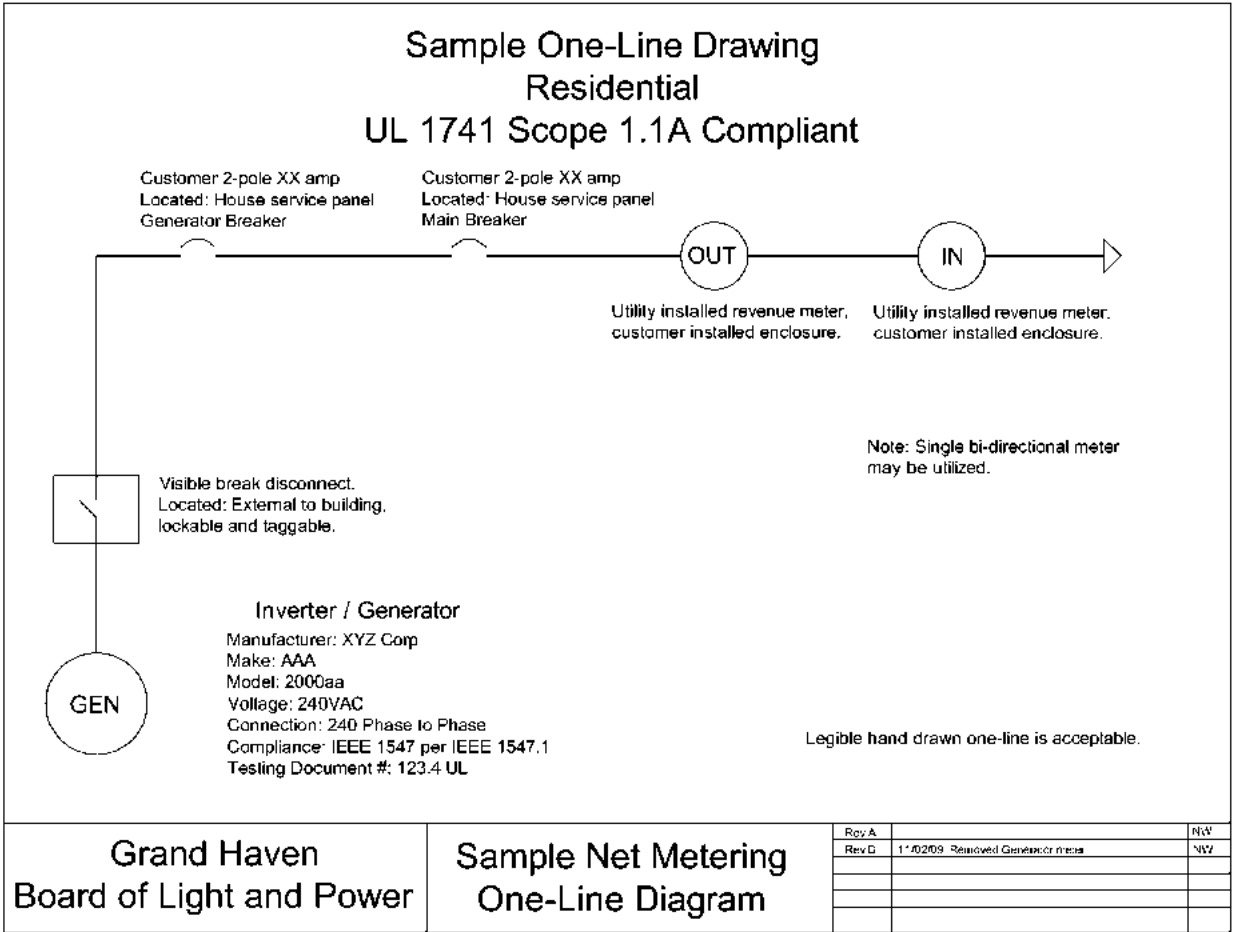 Sample One-Line Drawing
Residential
UL 1741 Scope 1.1A Compliant
Customer 2-pole XX amp
Located: House service panel
Generator Breaker
Customer 2-pole XX amp
Located: House service panel
Main Breaker
OUT
IN
Utility installed revenue meter,
customer installed enclosure.
Utility installed revenue meter.
customer installed enclosure.
Note: Single bi-directional meter
may be utilized.
Visible break disconnect.
Located: External to building,
lockable and taggable.
Inverter / Generator
Manufacturer: XYZ Corp
Make: AAA
Model: 2000aa
Voltage: 240VAC
Connection: 240 Phase to Phase
Compliance: IEEE 1547 per IEEE 1547.1
Testing Document #: 123.4 UL
GEN
Legible hand drawn one-line is acceptable.
Grand Haven
Board of Light and Power
Sample Net Metering
One-Line Diagram
Rev A NW
Rev 11/02/09 Removed Generator NW